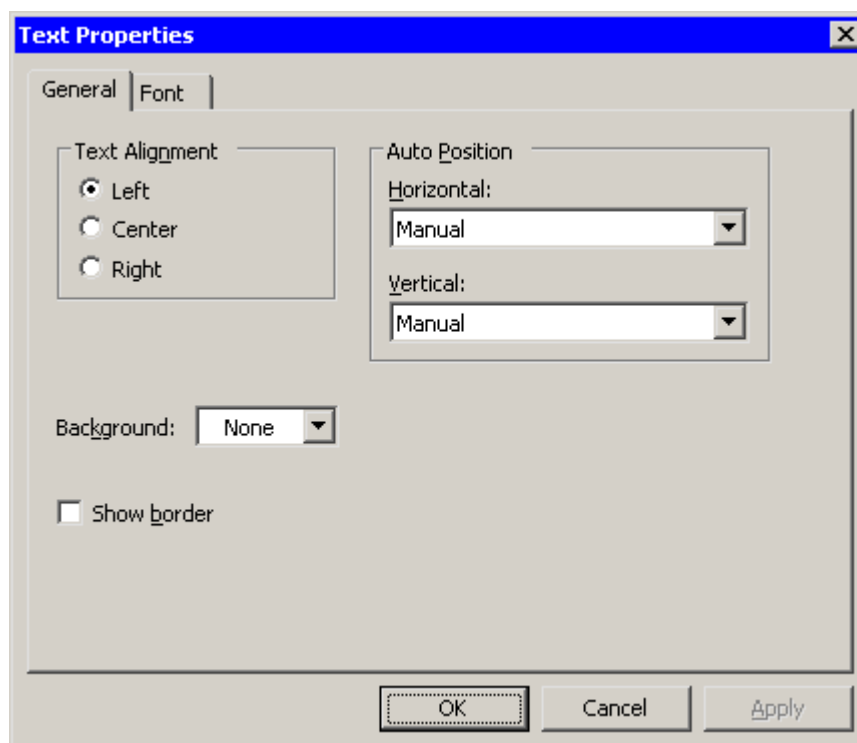 Text Properties
General
Font
Text Alignment
Left
Center
Right
Auto Position
Horizontal:
Manual
Vertical:
Manual
Background:
None
Show border
OK
Cancel
Apply